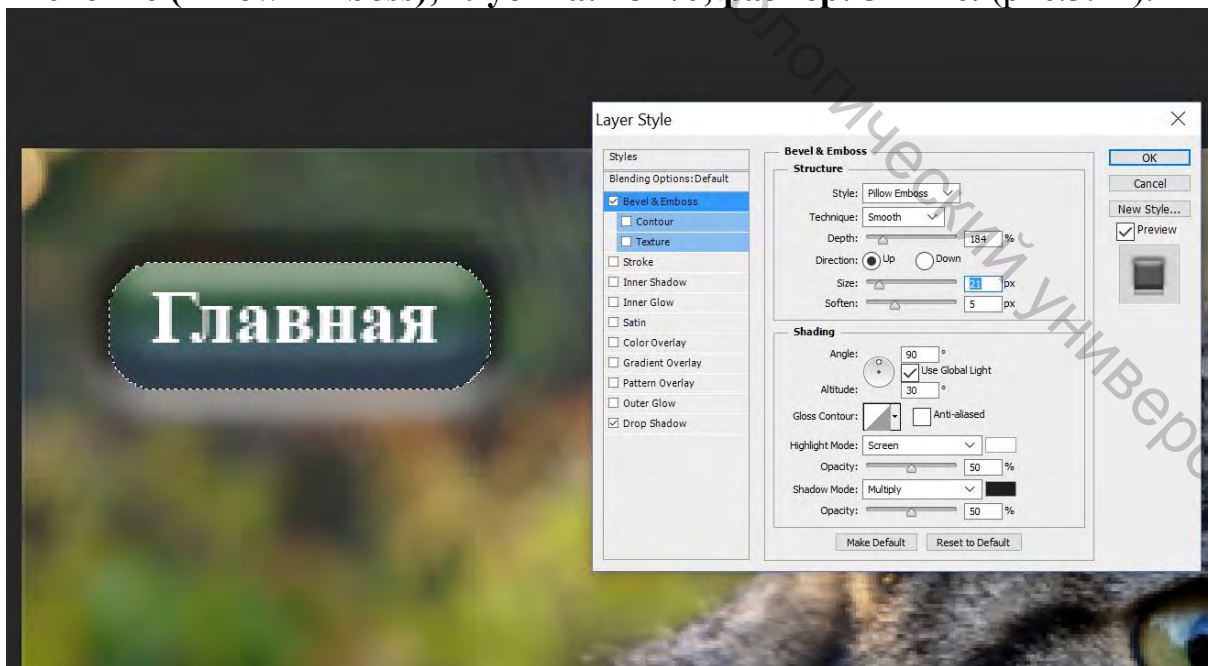 Главная
Layer Style
Styles
Blending Options: Default
Bevel & Emboss
Contour
Texture
Stroke
Inner Shadow
Inner Glow
Satin
Color Overlay
Gradient Overlay
Pattern Overlay
Outer Glow
Drop Shadow
Bevel & Emboss
Structure
Style: Pillow Emboss
Technique: Smooth
Depth: 184 %
Direction: Up Down
Size: 21 px
Soften: 5 px
Shading
Angle: 90 °
Use Global Light
Altitude: 30 °
Gloss Contour: Anti-aliased
Highlight Mode: Screen
Opacity: 50 %
Shadow Mode: Multiply
Opacity: 50 %
Make Default Reset to Default
OK
Cancel
New Style...
Preview